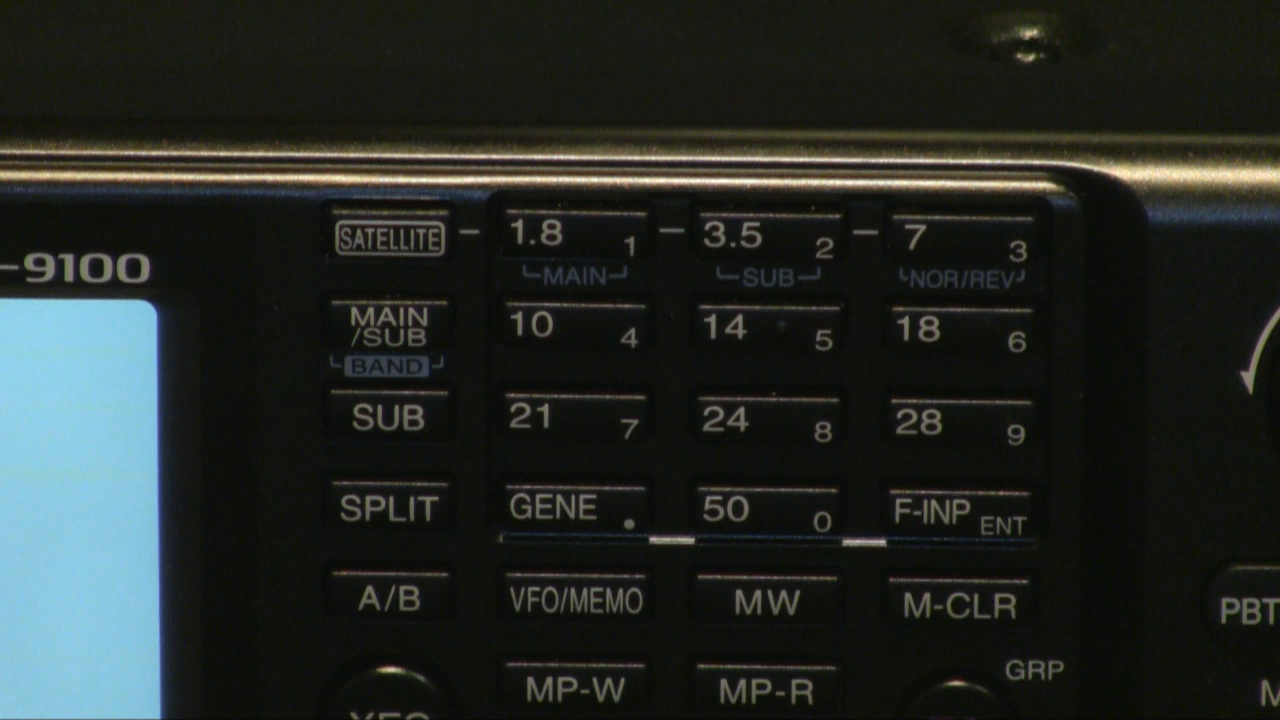 -9100
SATELLITE - 1.8 1 - 3.5 2 - 7 3
MAIN SUB NOR/REV
MAIN
/SUB
10 4 14 5 18 6
BAND
SUB 21 7 24 8 28 9
SPLIT GENE . 50 0 F-INP ENT
A/B VFO/MEMO MW M-CLR
PBT
MP-W MP-R GRP